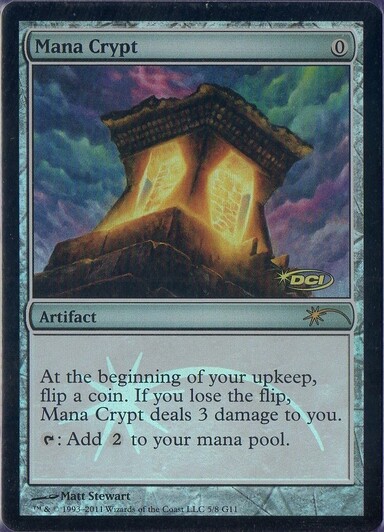 Mana Crypt 0
DCI
Artifact
At the beginning of your upkeep,
flip a coin. If you lose the flip,
Mana Crypt deals 3 damage to you.
: Add 2 to your mana pool.
Matt Stewart
™ & © 1993–2011 Wizards of the Coast LLC 5/8 G11